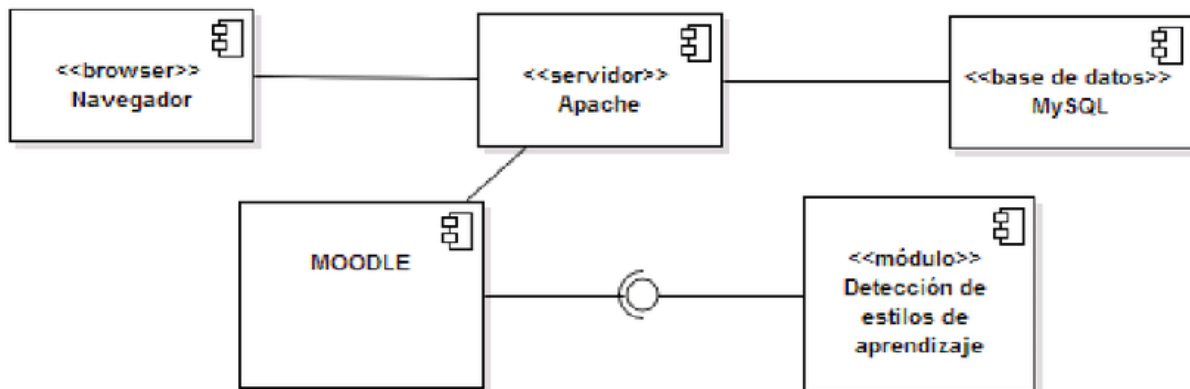 <<browser>>
Navegador
<<servidor>>
Apache
<<base de datos>>
MySQL
MOODLE
<<módulo>>
Detección de
estilos de
aprendizaje